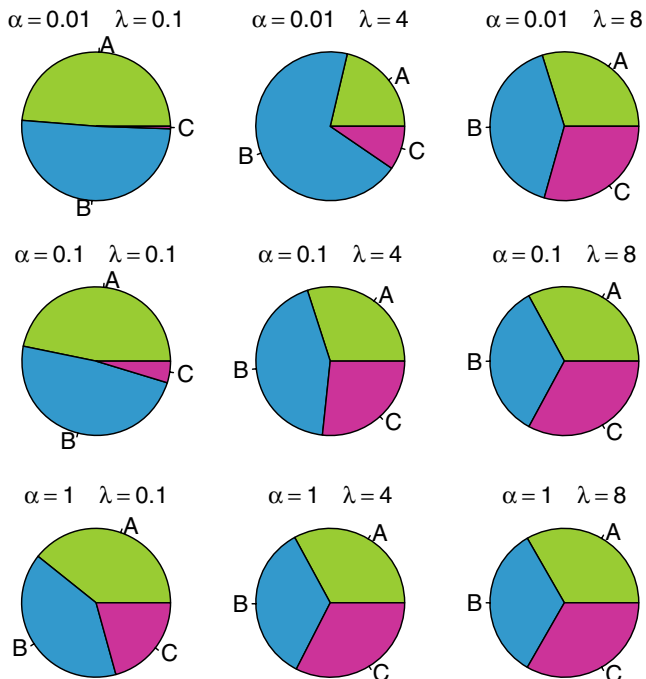 α = 0.01 λ = 0.1
A
C
B
α = 0.01 λ = 4
A
B
C
α = 0.01 λ = 8
A
B
C
α = 0.1 λ = 0.1
A
C
B
α = 0.1 λ = 4
A
B
C
α = 0.1 λ = 8
A
B
C
α = 1 λ = 0.1
A
B
C
α = 1 λ = 4
A
B
C
α = 1 λ = 8
A
B
C